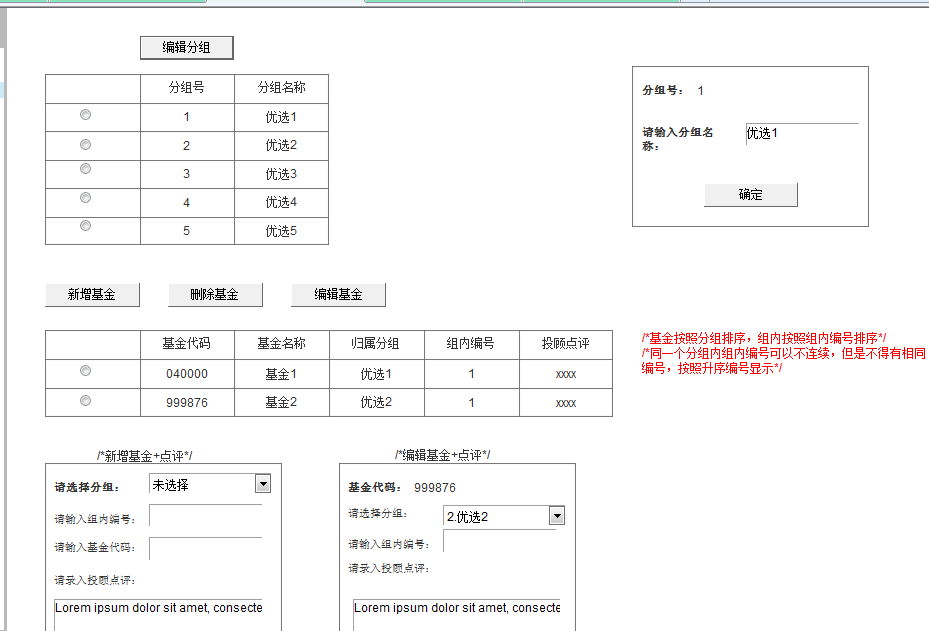 编辑分组
分组号 分组名称
1 优选1
2 优选2
3 优选3
4 优选4
5 优选5
分组号： 1
请输入分组名
称：
优选1
确定
新增基金 删除基金 编辑基金
基金代码 基金名称 归属分组 组内编号 投顾点评
040000 基金1 优选1 1 xxxx
999876 基金2 优选2 1 xxxx
/*基金按照分组排序，组内按照组内编号排序*/
/*同一个分组内组内编号可以不连续，但是不得有相同
编号，按照升序编号显示*/
/*新增基金+点评*/
请选择分组： 未选择
请输入组内编号：
请输入基金代码：
请录入投顾点评：
Lorem ipsum dolor sit amet, consecte
/*编辑基金+点评*/
基金代码： 999876
请选择分组： 2.优选2
请输入组内编号：
请录入投顾点评：
Lorem ipsum dolor sit amet, consecte